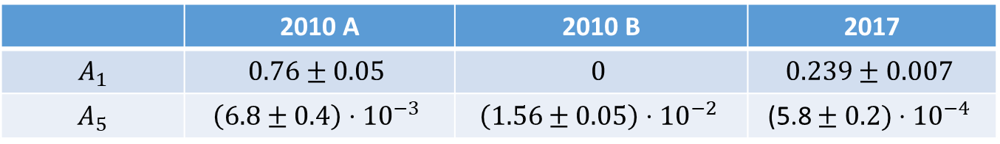 2010 A 2010 B 2017
A₁ 0.76 ± 0.05 0 0.239 ± 0.007
A₅ (6.8 ± 0.4) · 10⁻³ (1.56 ± 0.05) · 10⁻² (5.8 ± 0.2) · 10⁻⁴